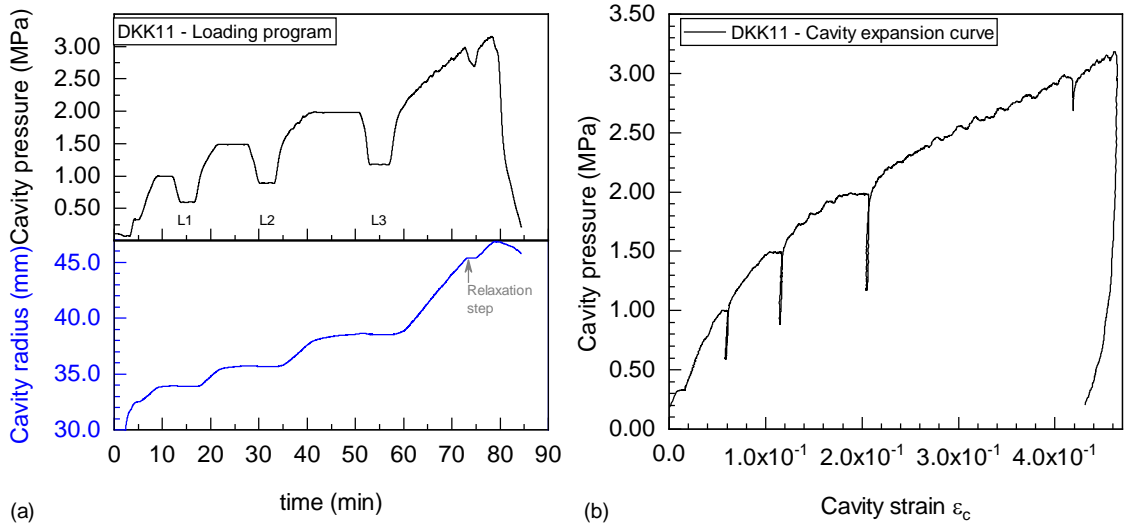 DKK11 - Loading program
Cavity pressure (MPa)
3.00
2.50
2.00
1.50
1.00
0.50
L1
L2
L3
Cavity radius (mm)
45.0
40.0
35.0
30.0
Relaxation
step
0 10 20 30 40 50 60 70 80 90
time (min)
(a)
DKK11 - Cavity expansion curve
Cavity pressure (MPa)
3.50
3.00
2.50
2.00
1.50
1.00
0.50
0.00
0.0 1.0x10⁻¹ 2.0x10⁻¹ 3.0x10⁻¹ 4.0x10⁻¹
Cavity strain ε꜀
(b)